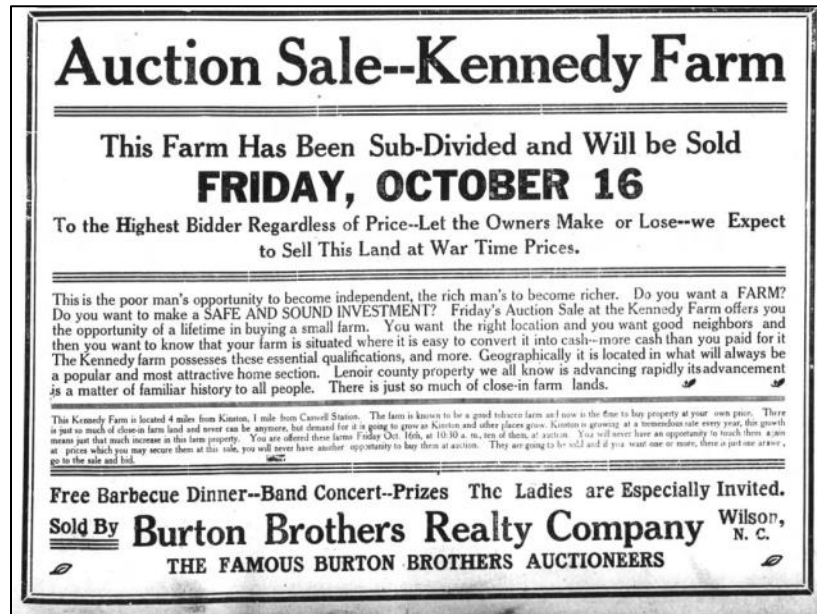 Auction Sale--Kennedy Farm
This Farm Has Been Sub-Divided and Will be Sold
FRIDAY, OCTOBER 16
To the Highest Bidder Regardless of Price--Let the Owners Make or Lose--we Expect
to Sell This Land at War Time Prices.
This is the poor man's opportunity to become independent, the rich man's to become richer. Do you want a FARM?
Do you want to make a SAFE AND SOUND INVESTMENT? Friday's Auction Sale at the Kennedy Farm offers you
the opportunity of a lifetime in buying a small farm. You want the right location and you want good neighbors and
then you want to know that your farm is situated where it is easy to convert it into cash--more cash than you paid for it
The Kennedy farm possesses these essential qualifications, and more. Geographically it is located in what will always be
a popular and most attractive home section. Lenoir county property we all know is advancing rapidly its advancement
is a matter of familiar history to all people. There is just so much of close-in farm lands.
This Kennedy Farm is located 4 miles from Kinston, 1 mile from Caswell Station. The farm is known to be a good tobacco farm and now is the time to buy property at your own price. There
is just so much of close-in farm land and never can be anymore, but demand for it is going to grow as Kinston and other places grow. Kinston is growing at a tremendous rate every year, this growth
means just that much increase in this farm property. You are offered these farms Friday Oct. 16th, at 10:30 a. m., ten of them, at auction. You will never have an opportunity to touch them again
at prices which you may secure them at this sale, you will never have another opportunity to buy them at auction. They are going to be sold and if you want one or more, there is just one
go to the sale and bid.
Free Barbecue Dinner--Band Concert--Prizes The Ladies are Especially Invited.
Sold By Burton Brothers Realty Company Wilson, N. C.
THE FAMOUS BURTON BROTHERS AUCTIONEERS